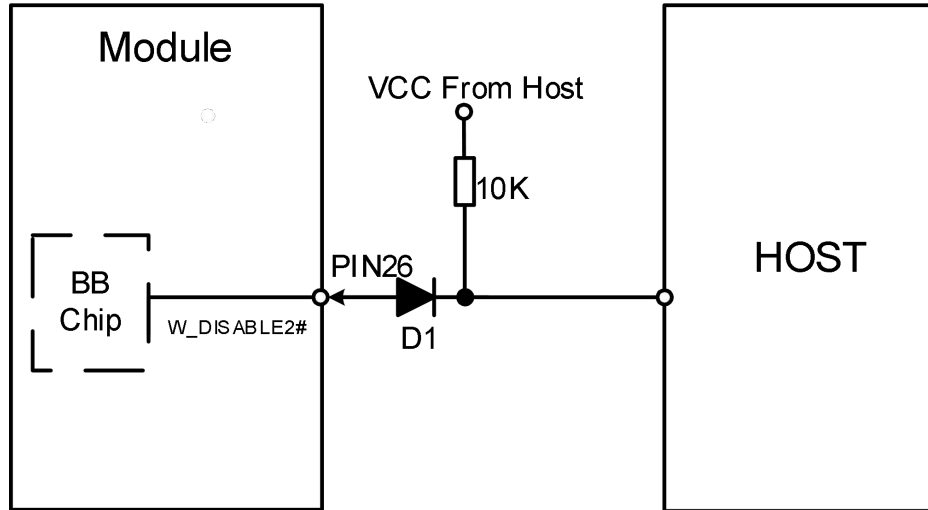 Module
VCC From Host
10K
HOST
PIN26
BB
Chip
W_DISABLE2#
D1